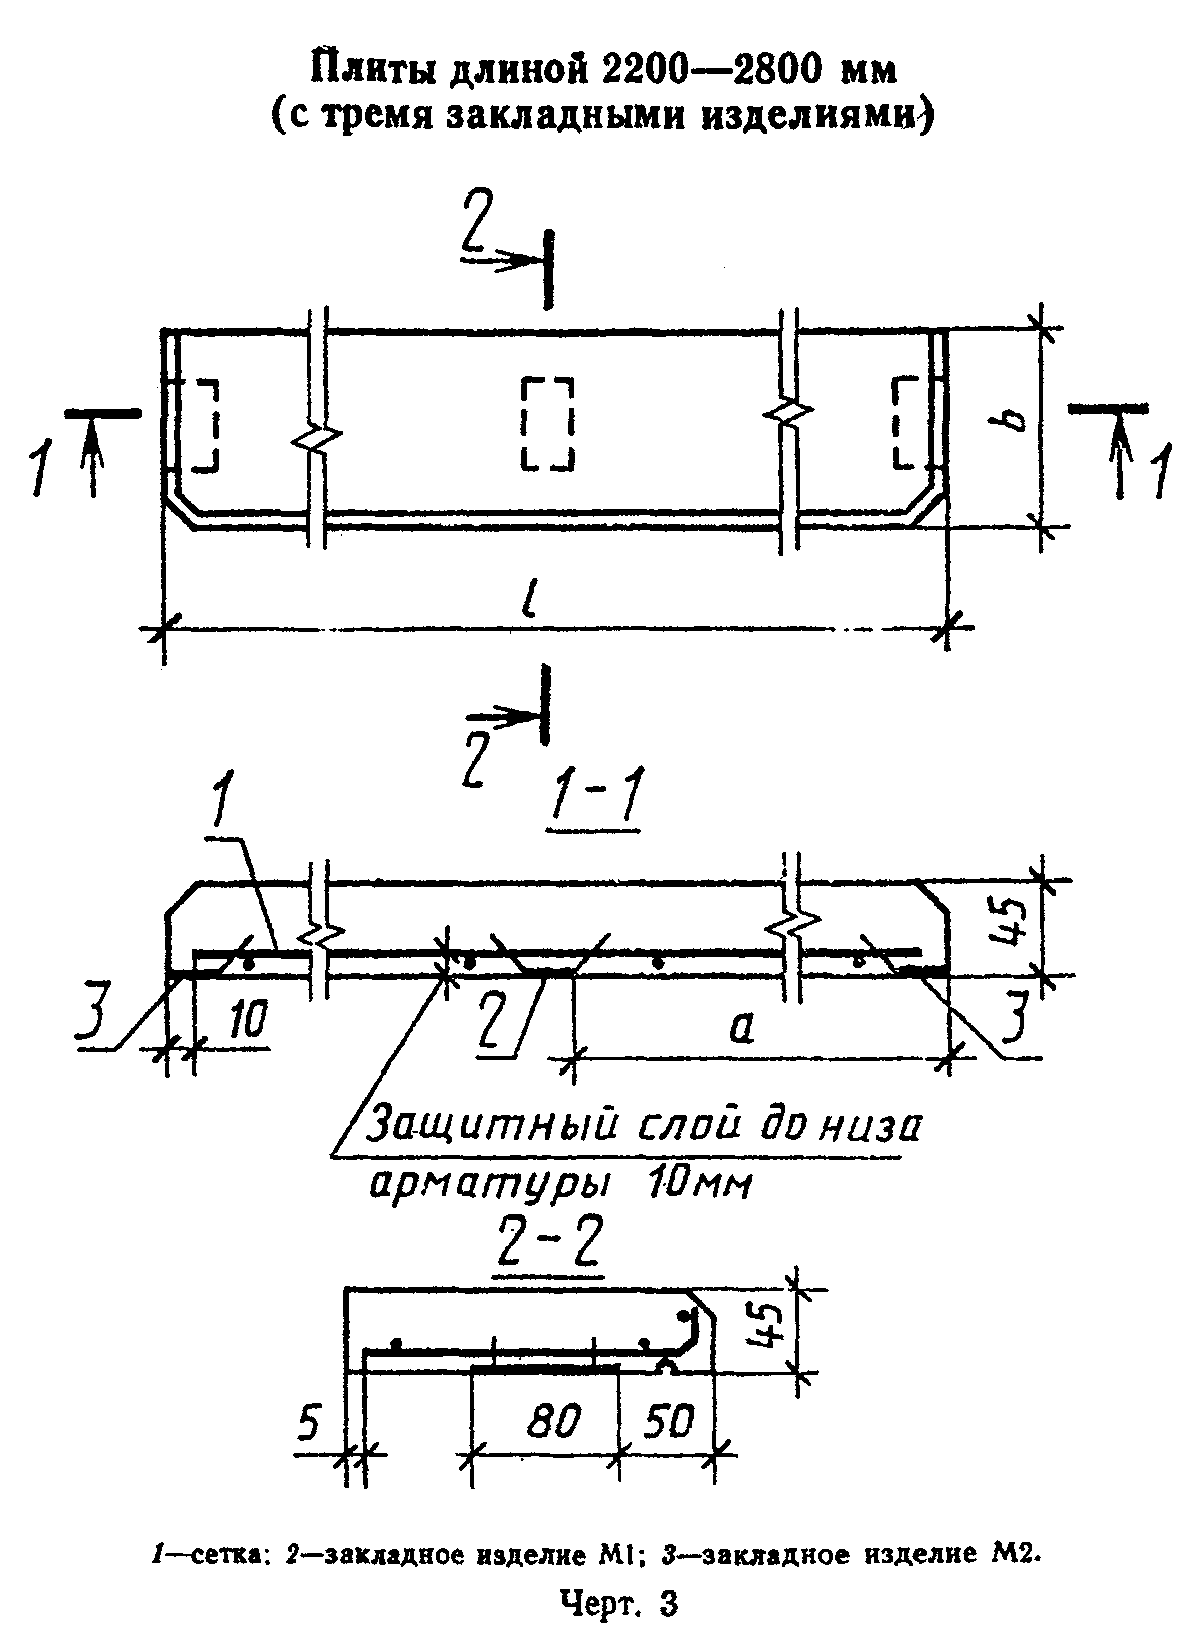 Плиты длиной 2200—2800 мм
(с тремя закладными изделиями)
2
1
b
1
l
2
1-1
1
45
3
10
2
a
3
Защитный слой до низа
арматуры 10мм
2-2
45
5
80
50
1—сетка; 2—закладное изделие М1; 3—закладное изделие М2.
Черт. 3